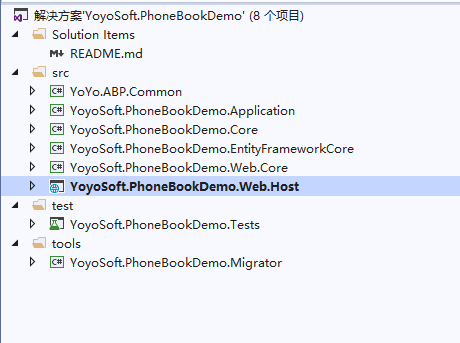 解决方案'YoyoSoft.PhoneBookDemo' (8 个项目)
Solution Items
README.md
src
C# YoYo.ABP.Common
C# YoyoSoft.PhoneBookDemo.Application
C# YoyoSoft.PhoneBookDemo.Core
C# YoyoSoft.PhoneBookDemo.EntityFrameworkCore
C# YoyoSoft.PhoneBookDemo.Web.Core
YoyoSoft.PhoneBookDemo.Web.Host
test
YoyoSoft.PhoneBookDemo.Tests
tools
C# YoyoSoft.PhoneBookDemo.Migrator